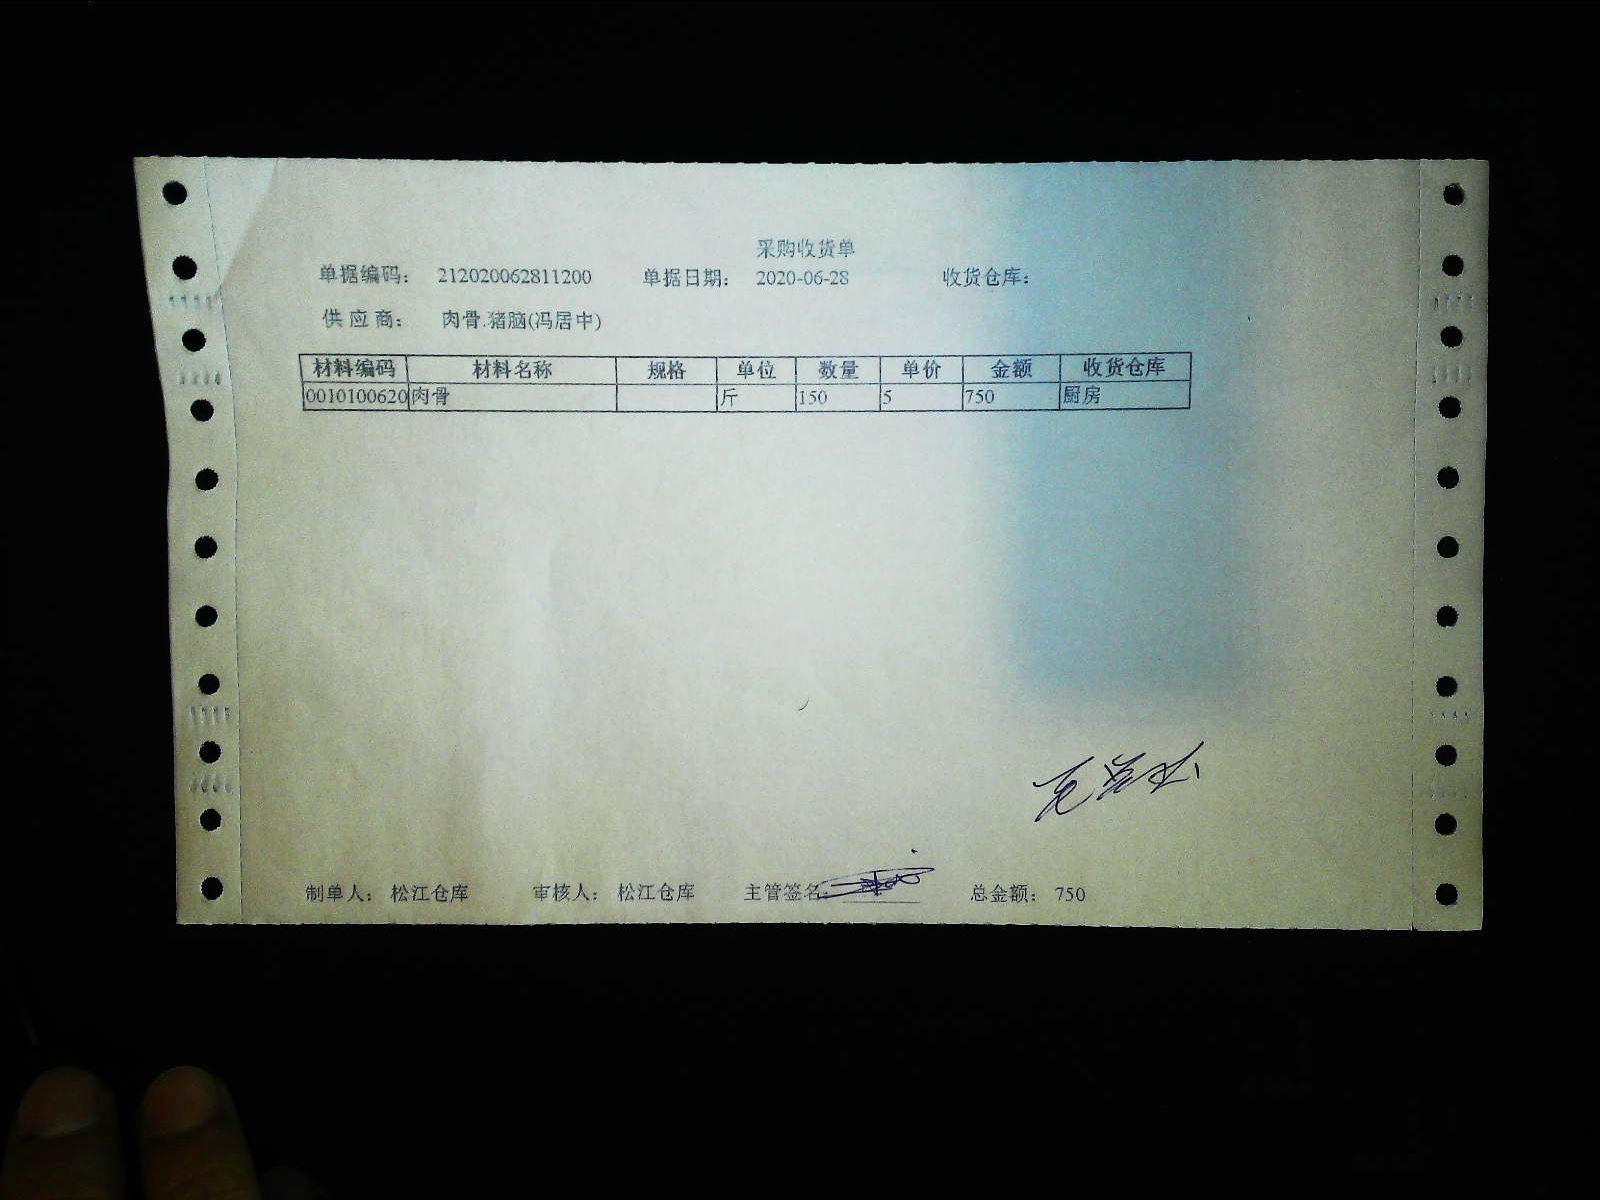 采购收货单
单据编码: 212020062811200 单据日期: 2020-06-28 收货仓库:
供应商: 肉骨.猪脑(冯居中)
材料编码 材料名称 规格 单位 数量 单价 金额 收货仓库
0010100620 肉骨 斤 150 5 750 厨房
制单人: 松江仓库 审核人: 松江仓库 主管签名: 总金额: 750